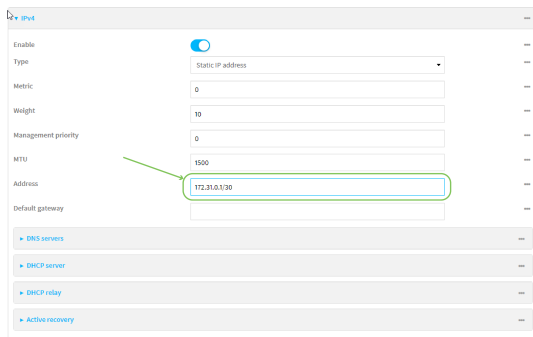 IPv4
Enable
Type Static IP address
Metric 0
Weight 10
Management priority 0
MTU 1500
Address 172.31.0.1/30
Default gateway
DNS servers
DHCP server
DHCP relay
Active recovery